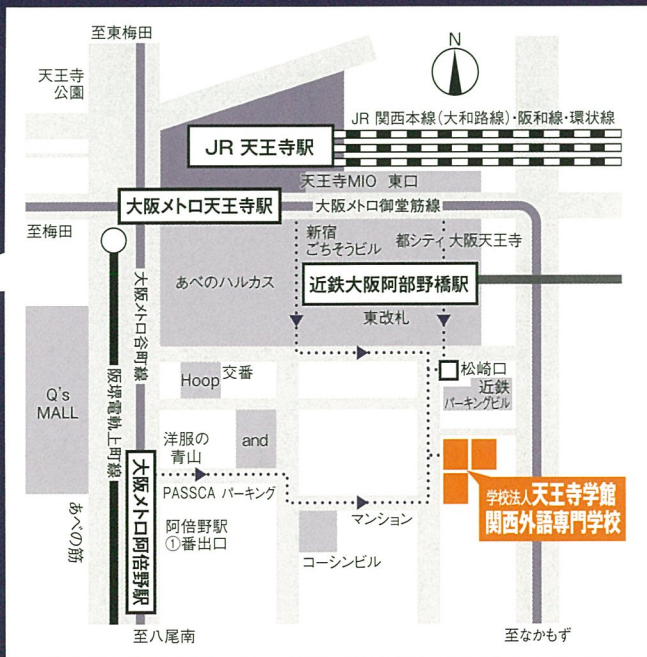 至東梅田
天王寺
公園
N
JR 関西本線(大和路線)・阪和線・環状線
JR 天王寺駅
天王寺MIO 東口
大阪メトロ天王寺駅
大阪メトロ御堂筋線
至梅田
新宿
ごちそうビル
都シティ 大阪天王寺
あべのハルカス
近鉄大阪阿部野橋駅
東改札
大阪メトロ谷町線
阪堺電軌上町線
Q's
MALL
Hoop
交番
松崎口
近鉄
パーキングビル
洋服の
青山
and
PASSCA パーキング
学校法人 天王寺学館
関西外語専門学校
大阪メトロ阿倍野駅
あべの筋
阿倍野駅
①番出口
マンション
コーシンビル
至八尾南
至なかもず